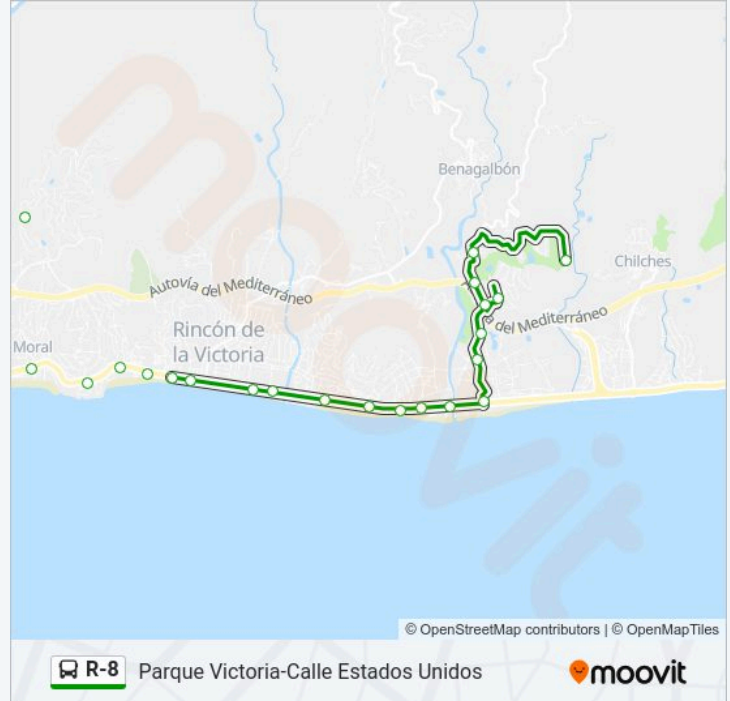 Benagalbón
Chilches
Autovía del Mediterráneo
a del Mediterráneo
Rincón de
la Victoria
Moral
moovit
© OpenStreetMap contributors | © OpenMapTiles
R-8 Parque Victoria-Calle Estados Unidos moovit